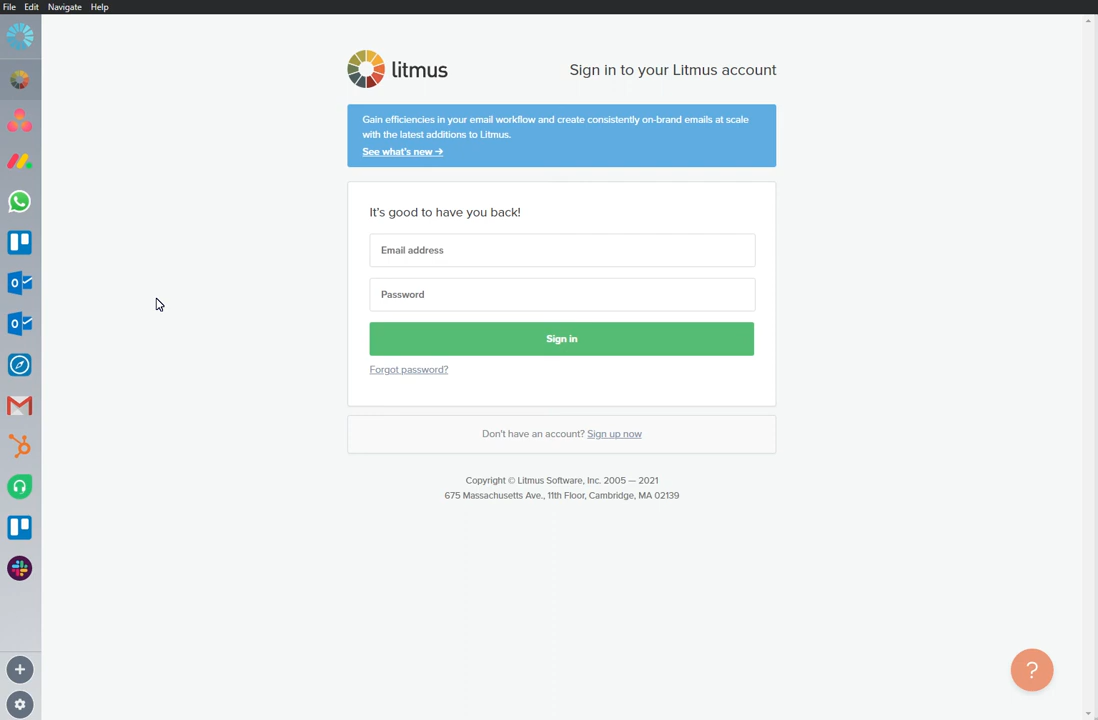 File Edit Navigate Help
litmus
Sign in to your Litmus account
Gain efficiencies in your email workflow and create consistently on-brand emails at scale
with the latest additions to Litmus.
See what's new →
It's good to have you back!
Email address
Password
Sign in
Forgot password?
Don't have an account? Sign up now
Copyright © Litmus Software, Inc. 2005 — 2021
675 Massachusetts Ave., 11th Floor, Cambridge, MA 02139
?